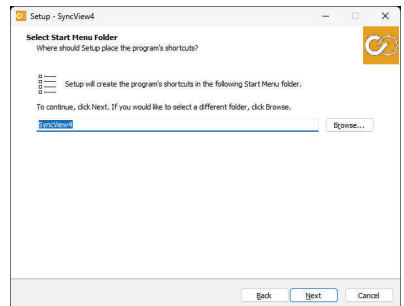 Setup - SyncView4
Select Start Menu Folder
Where should Setup place the program's shortcuts?
Setup will create the program's shortcuts in the following Start Menu folder.
To continue, click Next. If you would like to select a different folder, click Browse.
SyncView4
Browse...
Back Next Cancel